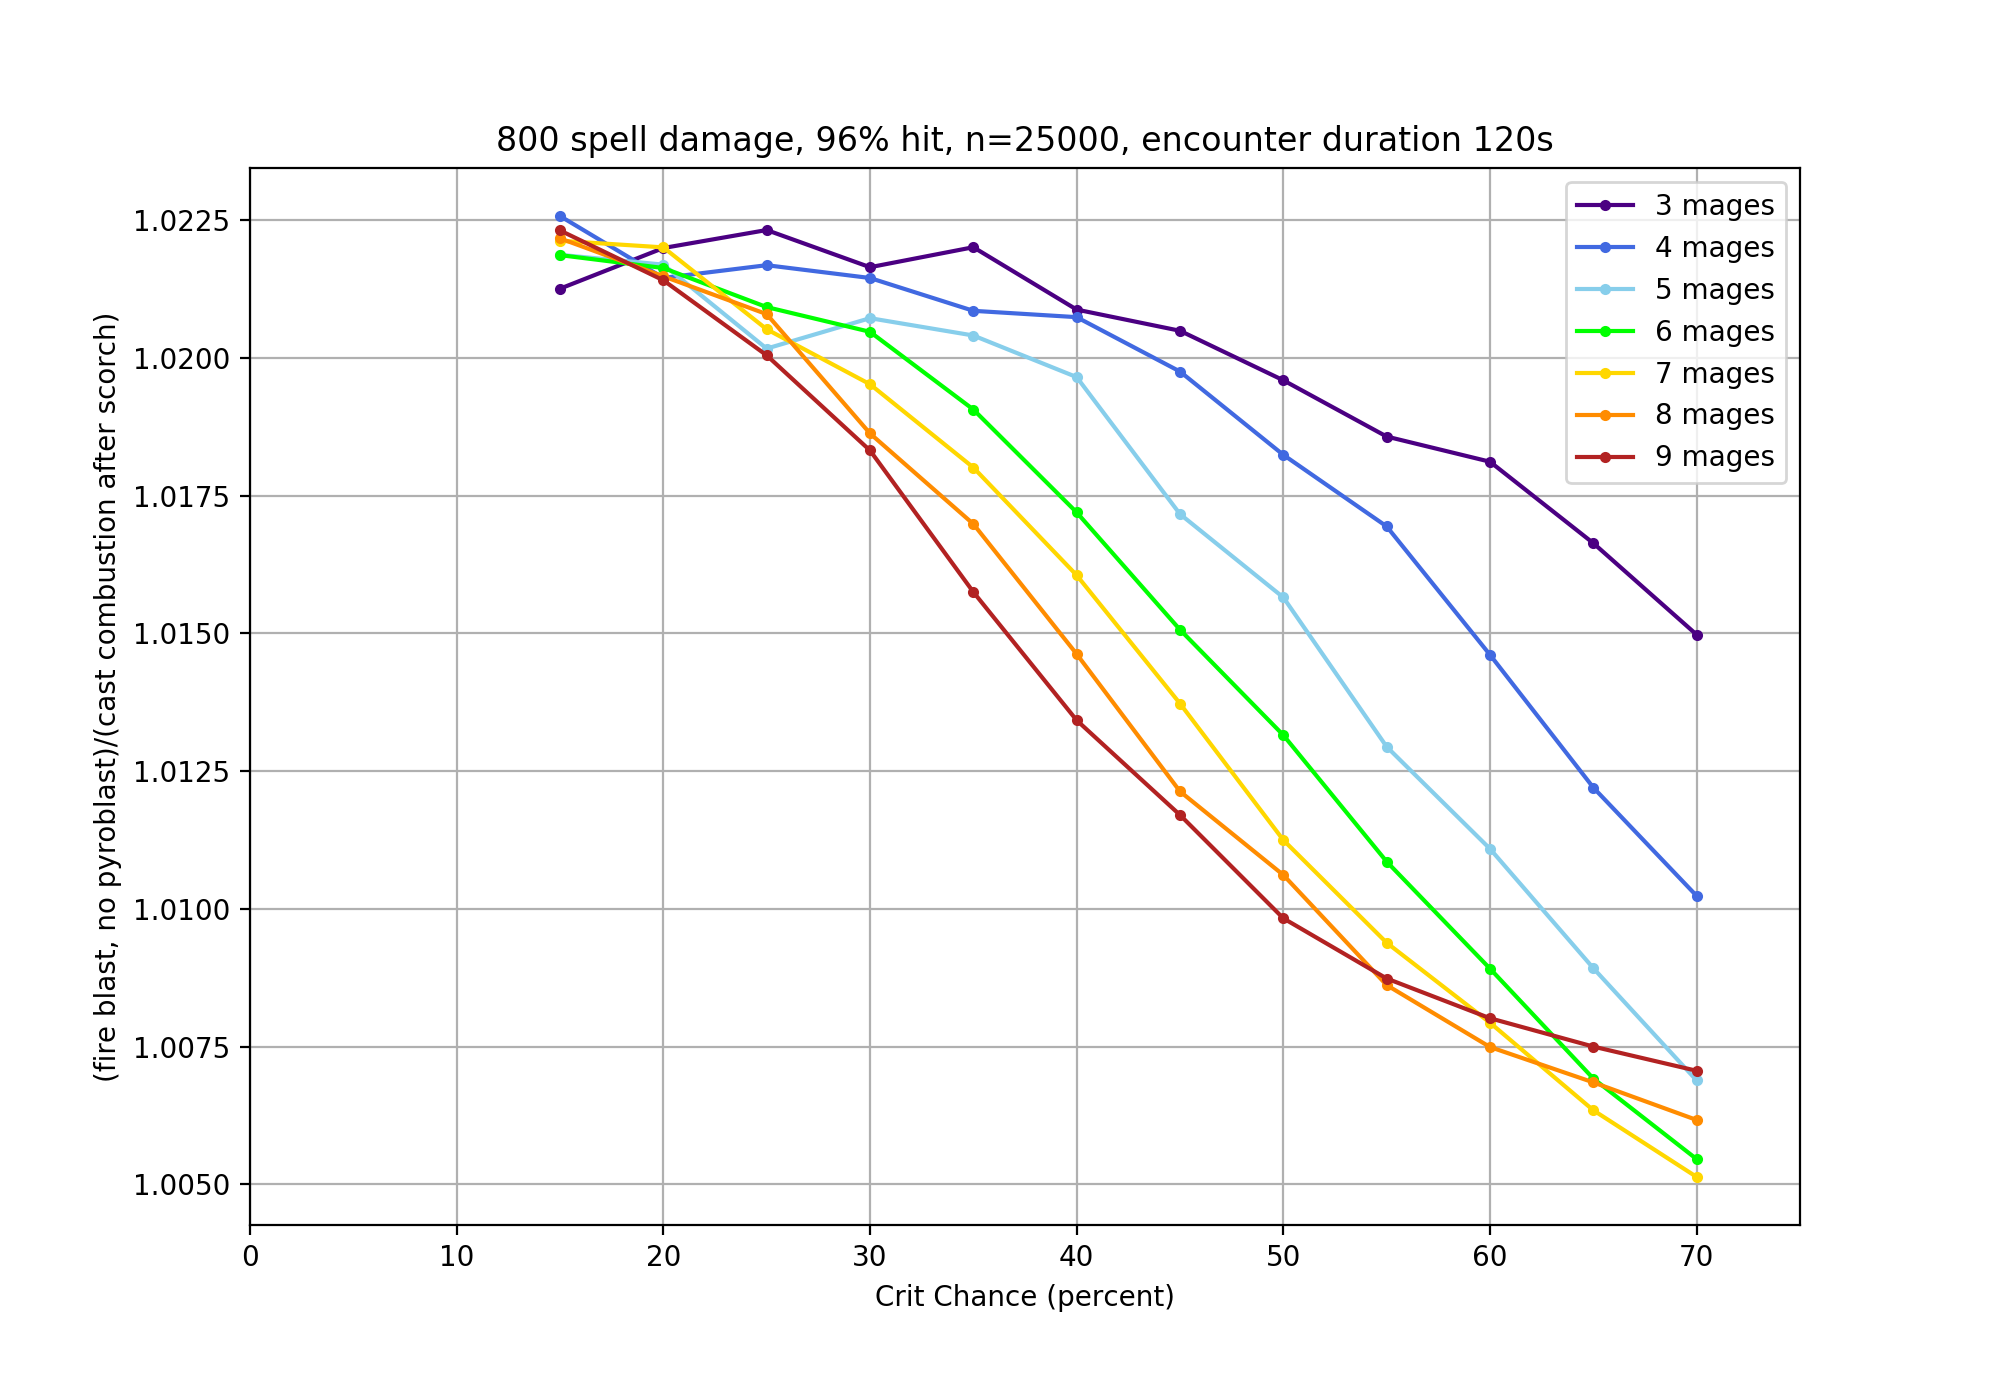 800 spell damage, 96% hit, n=25000, encounter duration 120s
(fire blast, no pyroblast)/(cast combustion after scorch)
1.0225
1.0200
1.0175
1.0150
1.0125
1.0100
1.0075
1.0050
3 mages
4 mages
5 mages
6 mages
7 mages
8 mages
9 mages
0 10 20 30 40 50 60 70
Crit Chance (percent)